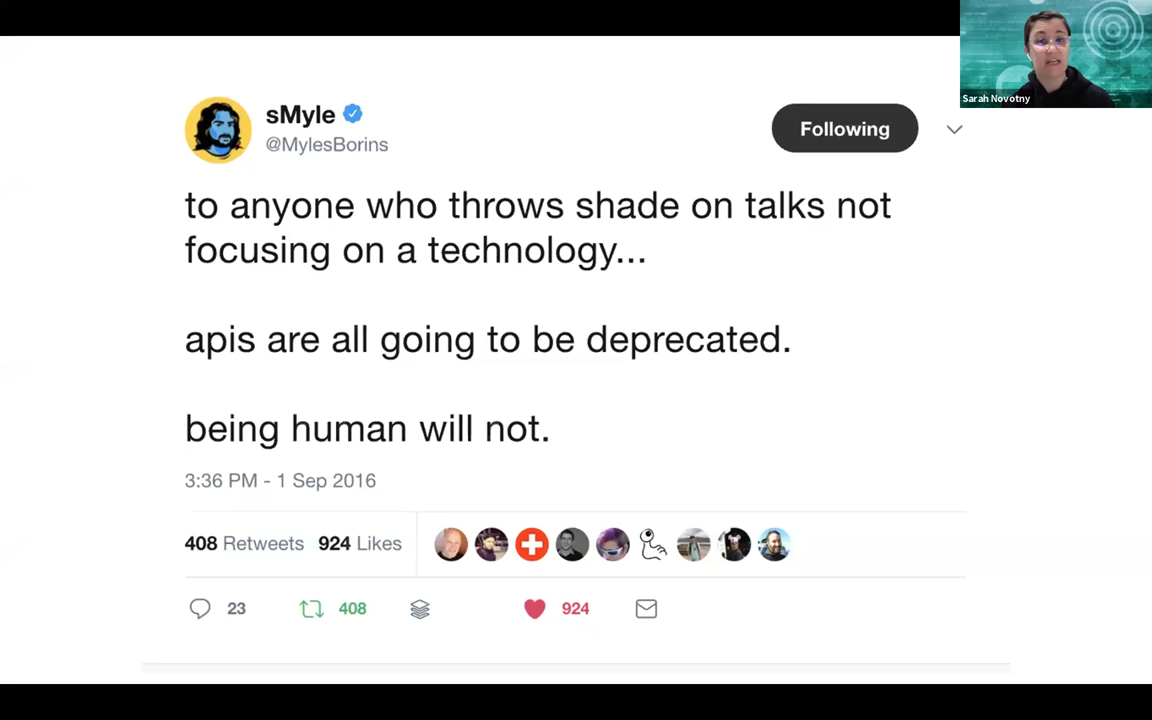 sMyle
@MylesBorins
Following
Sarah Novotny
to anyone who throws shade on talks not
focusing on a technology...
apis are all going to be deprecated.
being human will not.
3:36 PM - 1 Sep 2016
408 Retweets 924 Likes
23 408 924